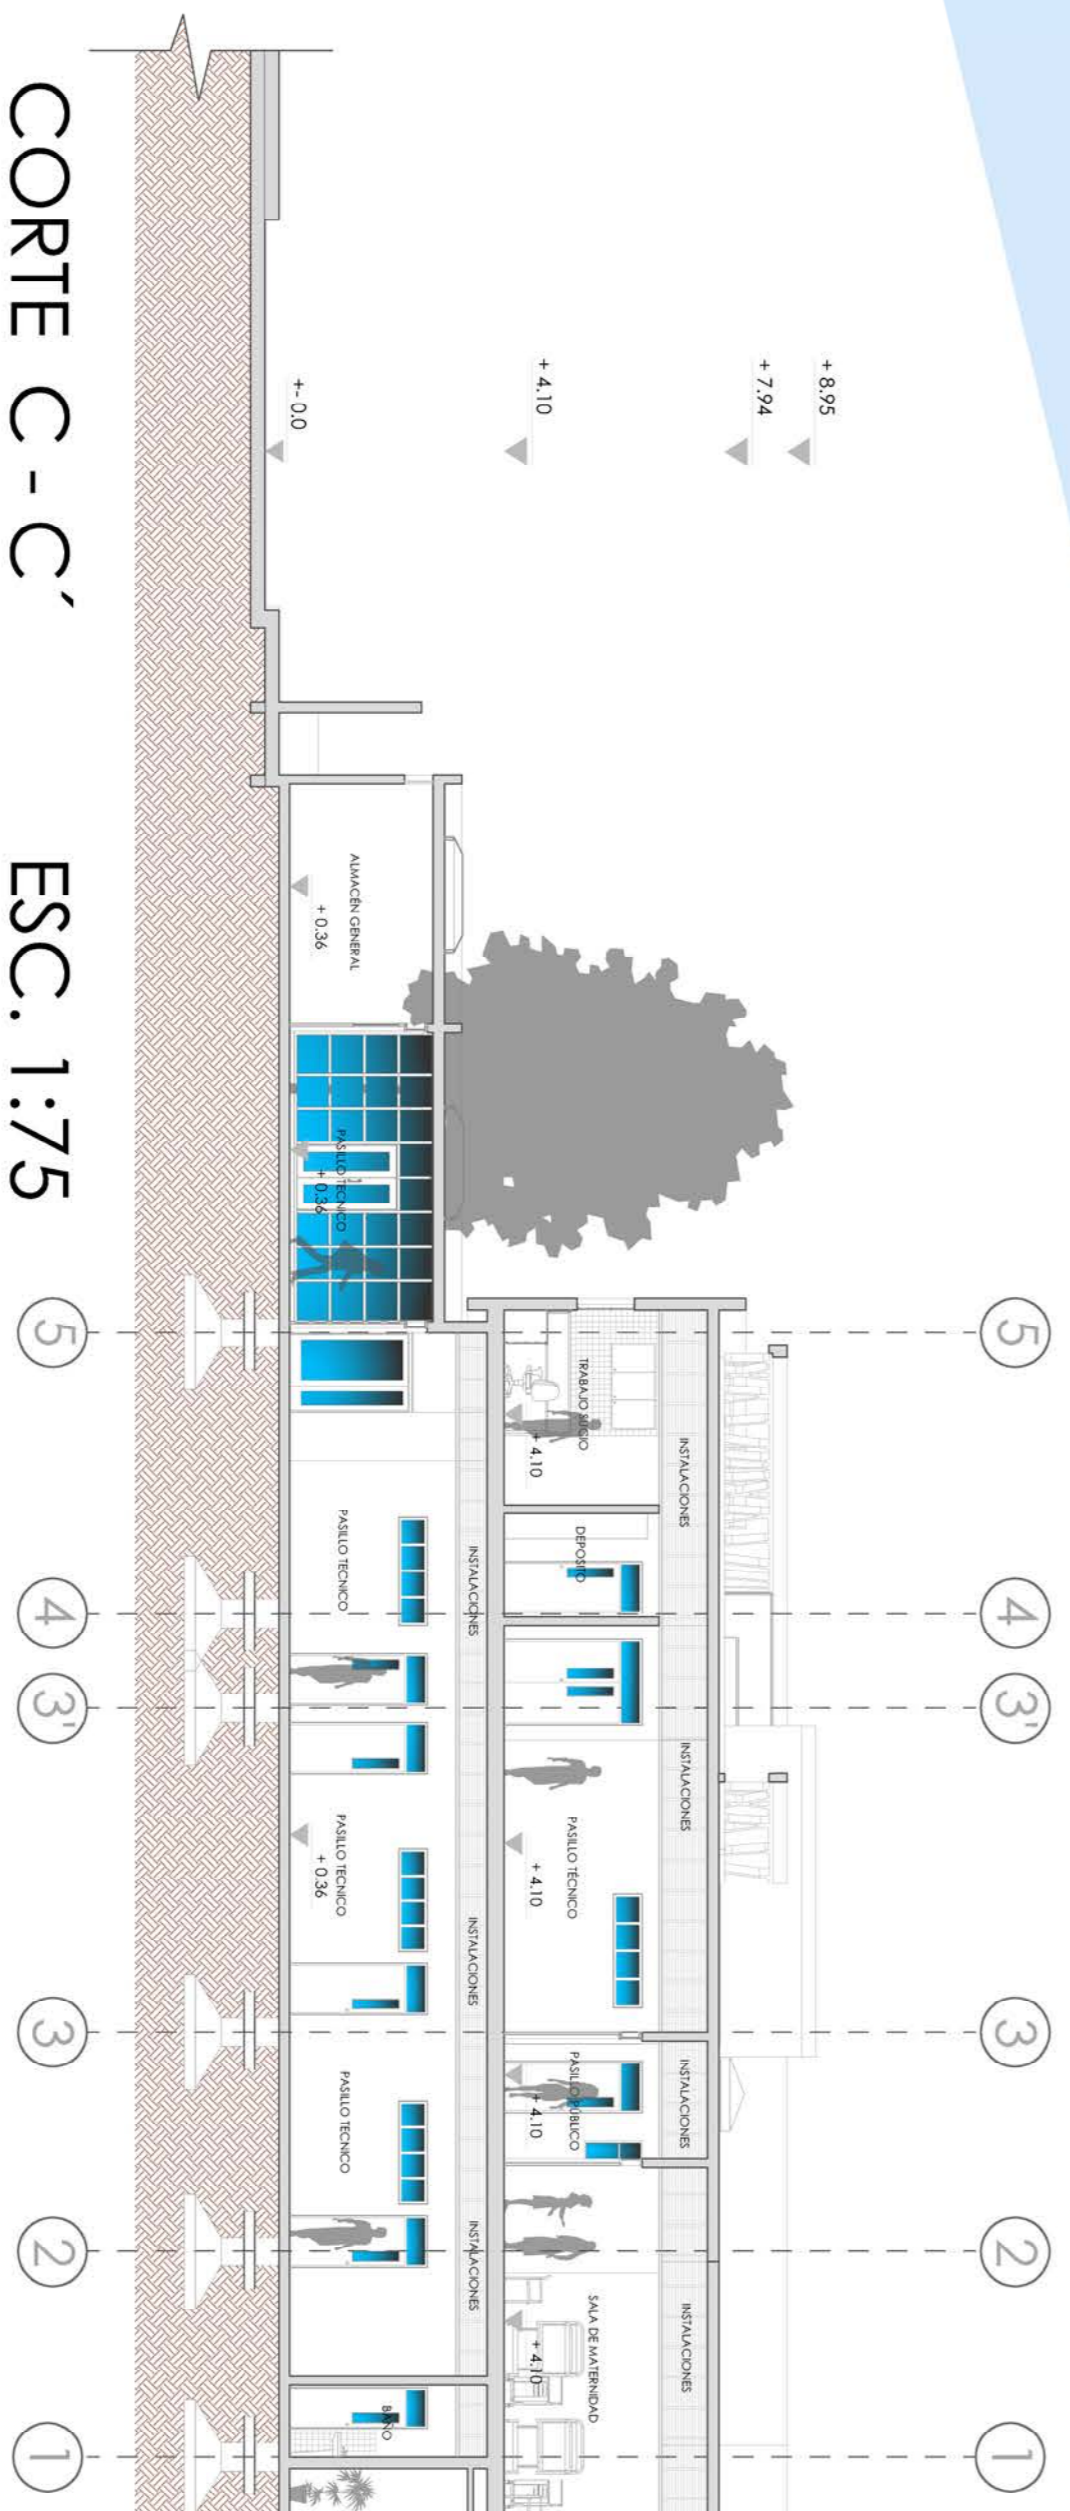 + 8.95
+ 7.94
+ 4.10
+- 0.0
5 4 3' 3 2 1
INSTALACIONES INSTALACIONES INSTALACIONES INSTALACIONES
TRABAJO SUCIO
+ 4.10
DEPOSITO
PASILLO TÉCNICO
+ 4.10
PASILLO PÚBLICO
+ 4.10
SALA DE MATERNIDAD
+ 4.10
INSTALACIONES INSTALACIONES INSTALACIONES
ALMACÉN GENERAL
+ 0.36
PASILLO TECNICO
+ 0.36
PASILLO TECNICO
PASILLO TECNICO
+ 0.36
PASILLO TECNICO
BAÑO
5 4 3' 3 2 1
CORTE C - C´ ESC. 1:75